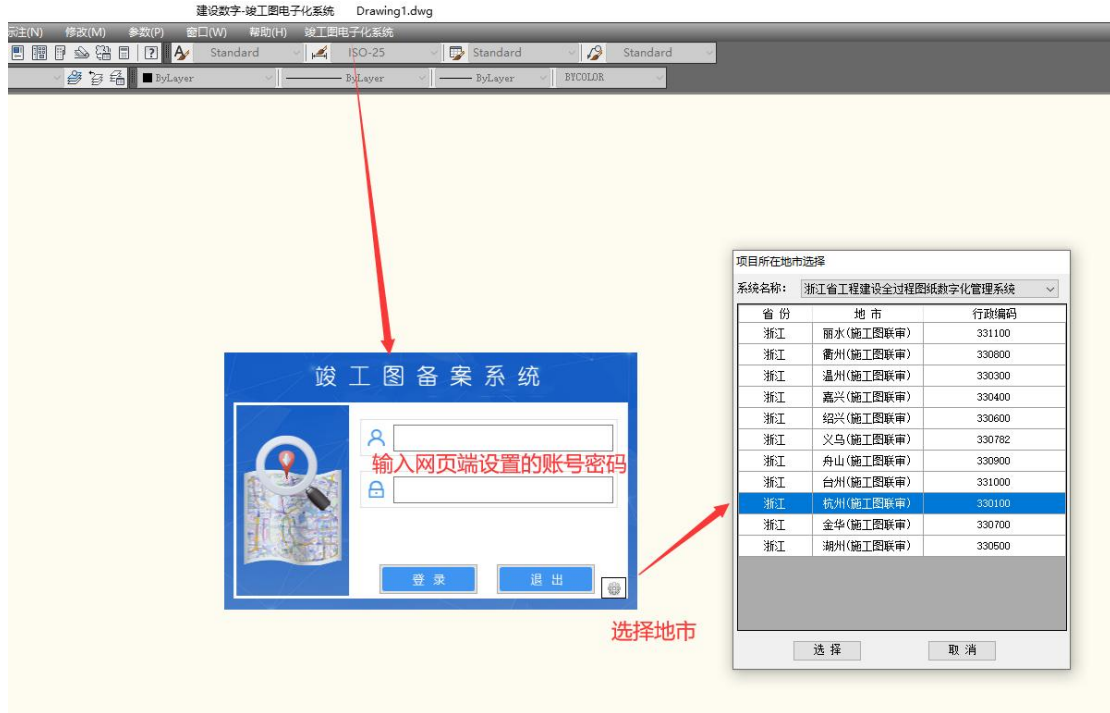 建设数字-竣工图电子化系统 Drawing1.dwg
标注(N) 修改(M) 参数(P) 窗口(W) 帮助(H) 竣工图电子化系统
Standard ISO-25 Standard Standard
ByLayer ByLayer ByLayer BYCOLOR
竣工图备案系统
输入网页端设置的账号密码
登录 退出
选择地市
项目所在地市选择
系统名称: 浙江省工程建设全过程图纸数字化管理系统
省份 地市 行政编码
浙江 丽水(施工图联审) 331100
浙江 衢州(施工图联审) 330800
浙江 温州(施工图联审) 330300
浙江 嘉兴(施工图联审) 330400
浙江 绍兴(施工图联审) 330600
浙江 义乌(施工图联审) 330782
浙江 舟山(施工图联审) 330900
浙江 台州(施工图联审) 331000
浙江 杭州(施工图联审) 330100
浙江 金华(施工图联审) 330700
浙江 湖州(施工图联审) 330500
选择 取消